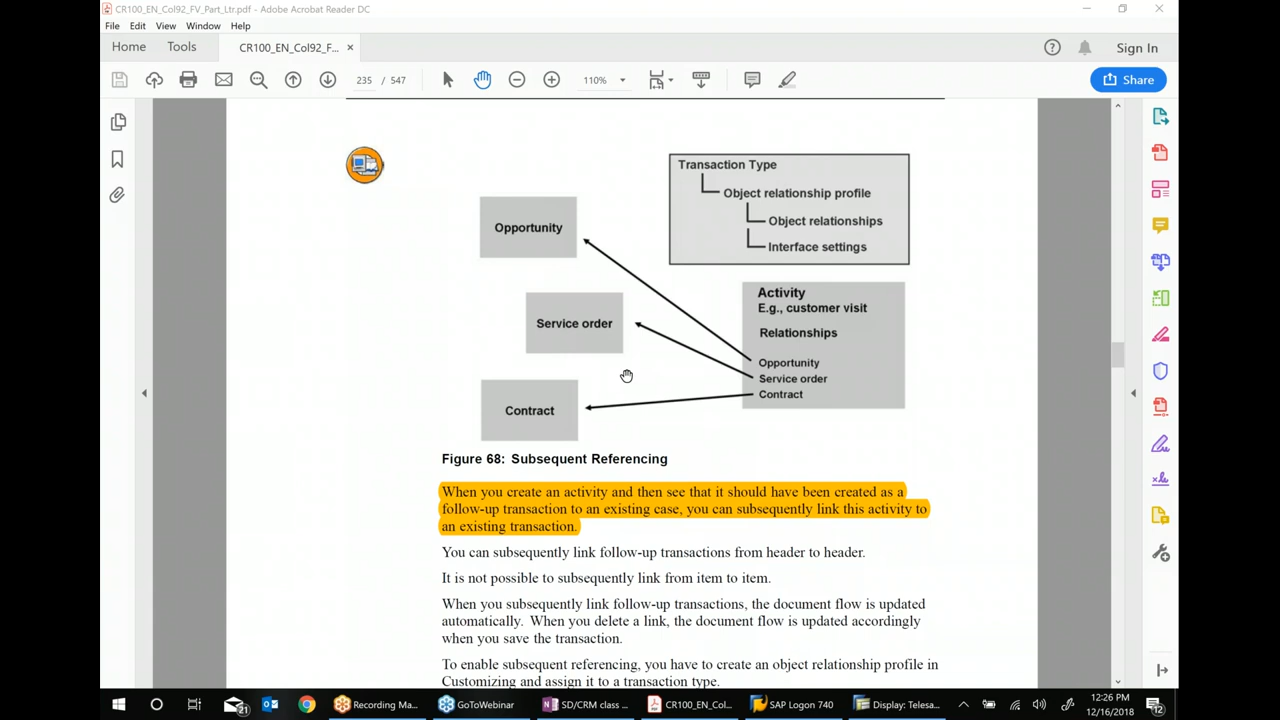 CR100_EN_Col92_FV_Part_Ltr.pdf - Adobe Acrobat Reader DC
File Edit View Window Help
Home Tools CR100_EN_Col92_F... × Sign In
235 / 547 110% Share
Transaction Type
Object relationship profile
Object relationships
Interface settings
Opportunity
Service order
Contract
Activity
E.g., customer visit
Relationships
Opportunity
Service order
Contract
Figure 68: Subsequent Referencing
When you create an activity and then see that it should have been created as a
follow-up transaction to an existing case, you can subsequently link this activity to
an existing transaction.
You can subsequently link follow-up transactions from header to header.
It is not possible to subsequently link from item to item.
When you subsequently link follow-up transactions, the document flow is updated
automatically. When you delete a link, the document flow is updated accordingly
when you save the transaction.
To enable subsequent referencing, you have to create an object relationship profile in
Customizing and assign it to a transaction type.
21 Recording Ma... GoToWebinar SD/CRM class ... CR100_EN_Col... SAP Logon 740 Display: Telesa... 12:26 PM
12/16/2018 12